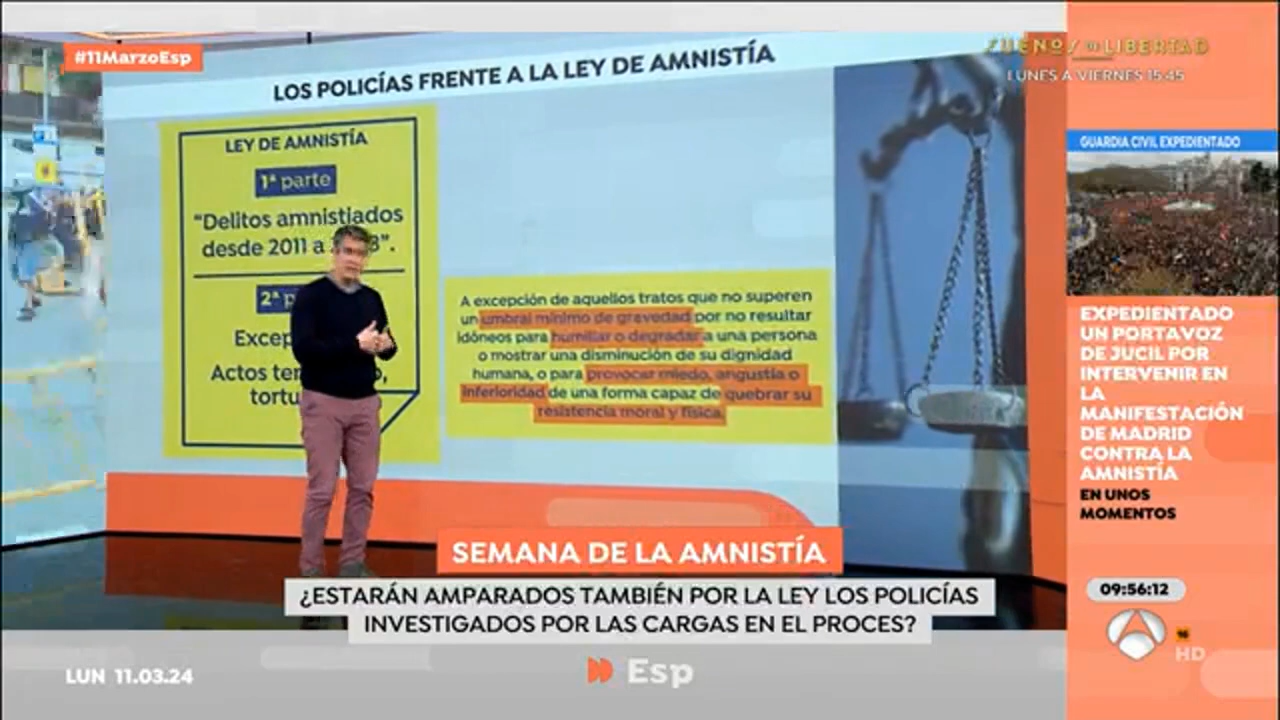 #11MarzoEsp
LOS POLICÍAS FRENTE A LA LEY DE AMNISTÍA
LEY DE AMNISTÍA
1ª parte
"Delitos amnistiados
desde 2011 a
3".
2ª p
Excep
Actos ter
o,
tortu
A excepción de aquellos tratos que no superen
un umbral mínimo de gravedad por no resultar
idóneos para humillar o degradar a una persona
o mostrar una disminución de su dignidad
humana, o para provocar miedo, angustia o
inferioridad de una forma capaz de quebrar su
resistencia moral y física.
SUEÑOS DE LIBERTAD
LUNES A VIERNES 15:45
GUARDIA CIVIL EXPEDIENTADO
EXPEDIENTADO
UN PORTAVOZ
DE JUCIL POR
INTERVENIR EN
LA
MANIFESTACIÓN
DE MADRID
CONTRA LA
AMNISTÍA
EN UNOS
MOMENTOS
SEMANA DE LA AMNISTÍA
¿ESTARÁN AMPARADOS TAMBIÉN POR LA LEY LOS POLICÍAS
INVESTIGADOS POR LAS CARGAS EN EL PROCES?
09:56:12
HD
LUN 11.03.24
Esp